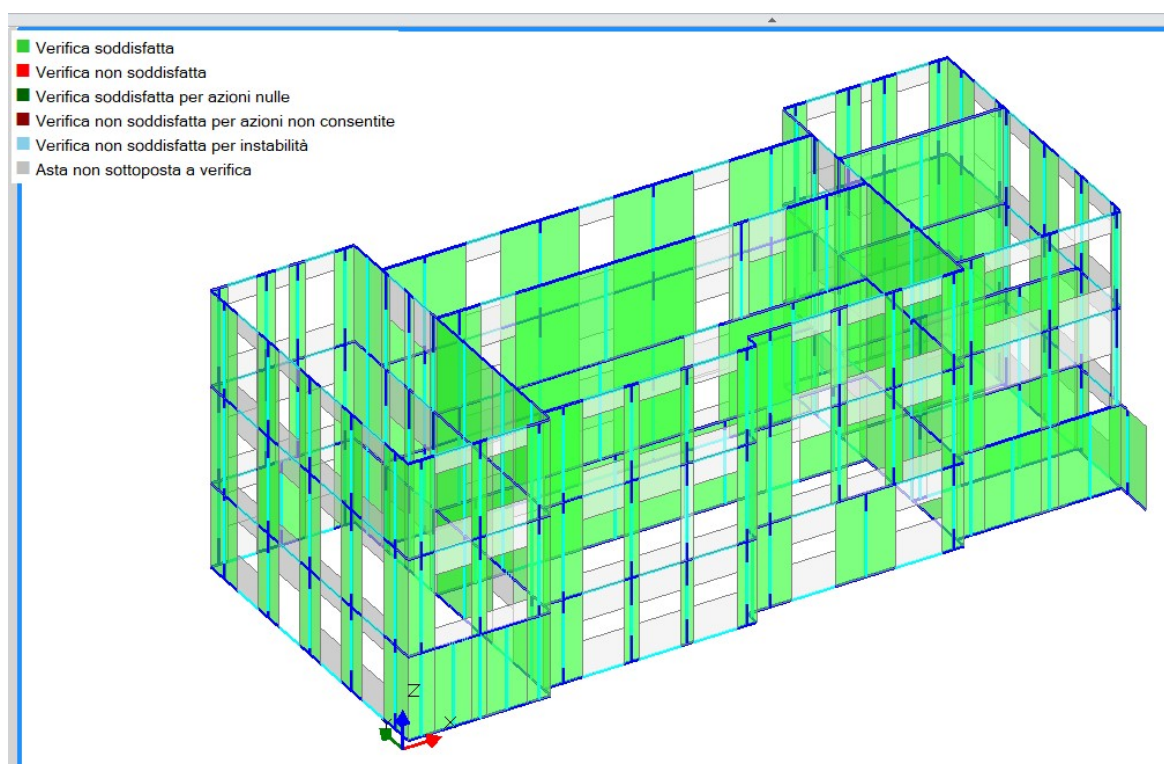 Verifica soddisfatta
Verifica non soddisfatta
Verifica soddisfatta per azioni nulle
Verifica non soddisfatta per azioni non consentite
Verifica non soddisfatta per instabilità
Asta non sottoposta a verifica
Z
X